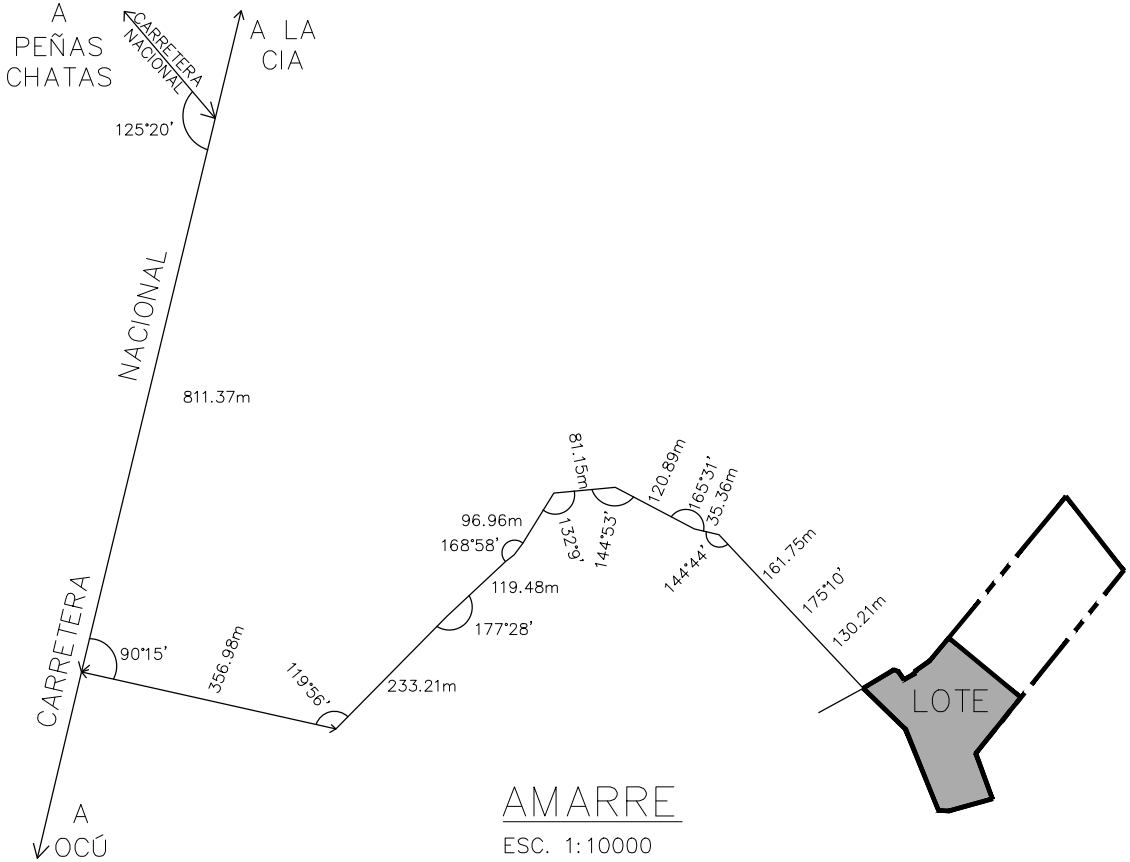 A
PEÑAS
CHATAS
CARRETERA
NACIONAL
A LA
CIA
125°20'
NACIONAL
811.37m
CARRETERA
90°15'
356.98m
119°56'
233.21m
177°28'
119.48m
168°58'
96.96m
81.15m
132°9'
144°53'
120.89m
165°31'
35.36m
144°44'
161.75m
175°10'
130.21m
LOTE
A
OCÚ
AMARRE
ESC. 1:10000